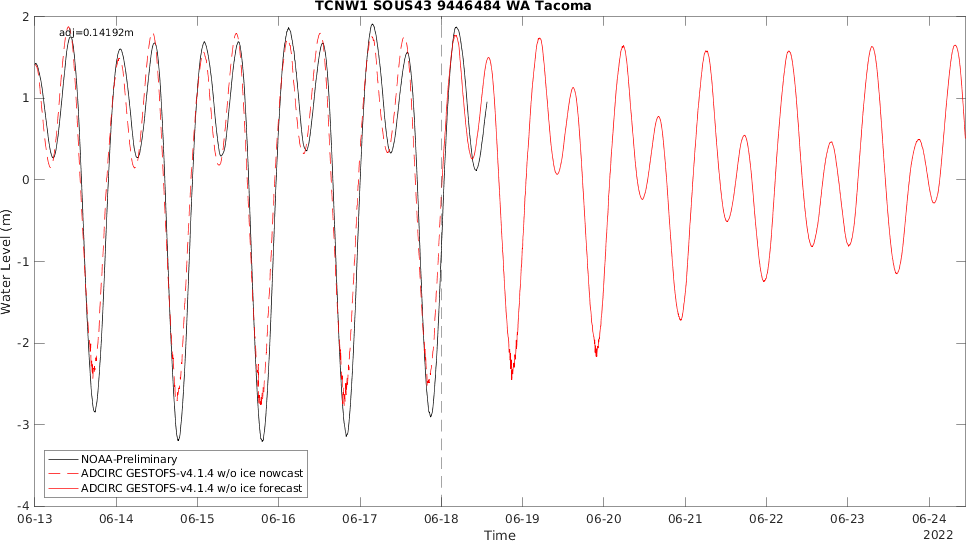 TCNW1 SOUS43 9446484 WA Tacoma
adj=0.14192m
2
1
0
-1
-2
-3
-4
Water Level (m)
NOAA-Preliminary
ADCIRC GESTOFS-v4.1.4 w/o ice nowcast
ADCIRC GESTOFS-v4.1.4 w/o ice forecast
06-13 06-14 06-15 06-16 06-17 06-18 06-19 06-20 06-21 06-22 06-23 06-24
Time
2022